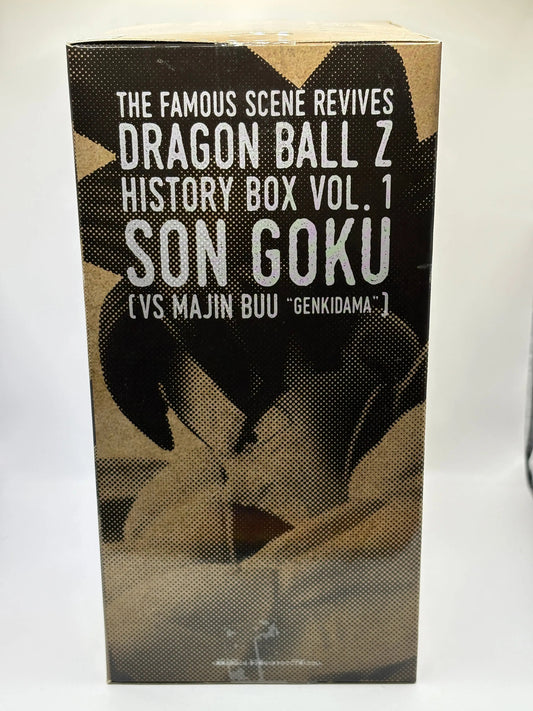 THE FAMOUS SCENE REVIVES
DRAGON BALL Z
HISTORY BOX VOL. 1
SON GOKU
(VS MAJIN BUU "GENKIDAMA")